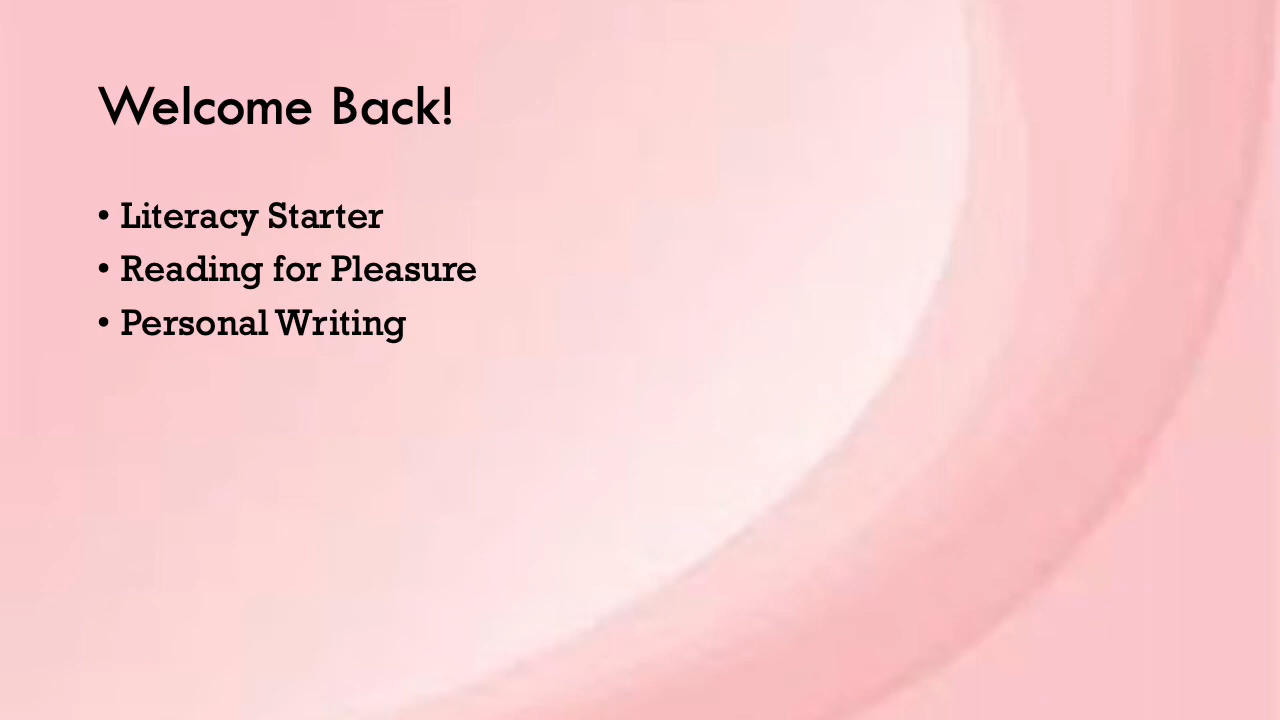 Welcome Back!
• Literacy Starter
• Reading for Pleasure
• Personal Writing